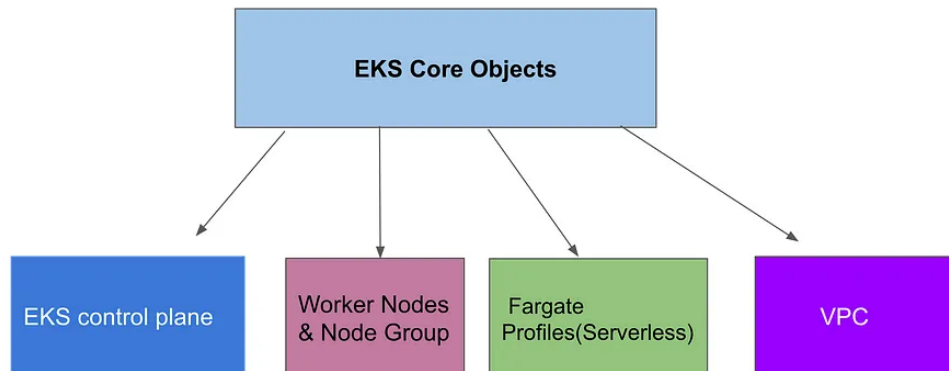 EKS Core Objects
EKS control plane
Worker Nodes
& Node Group
Fargate
Profiles(Serverless)
VPC